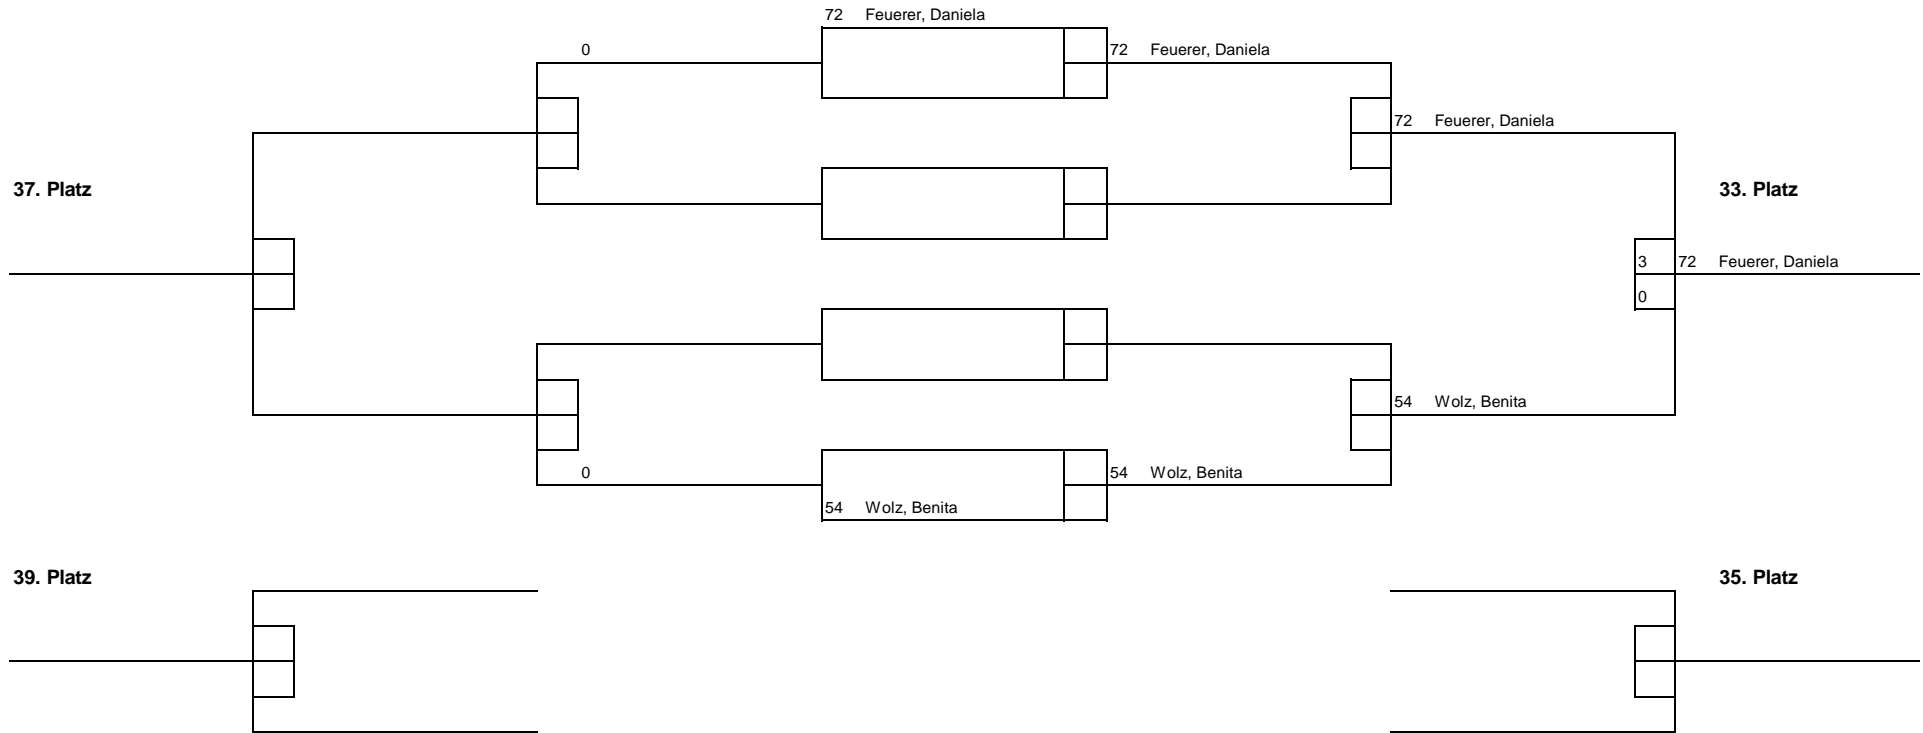 72 Feuerer, Daniela
0
72 Feuerer, Daniela
72 Feuerer, Daniela
37. Platz
33. Platz
3
72 Feuerer, Daniela
0
54 Wolz, Benita
0
54 Wolz, Benita
54 Wolz, Benita
39. Platz
35. Platz